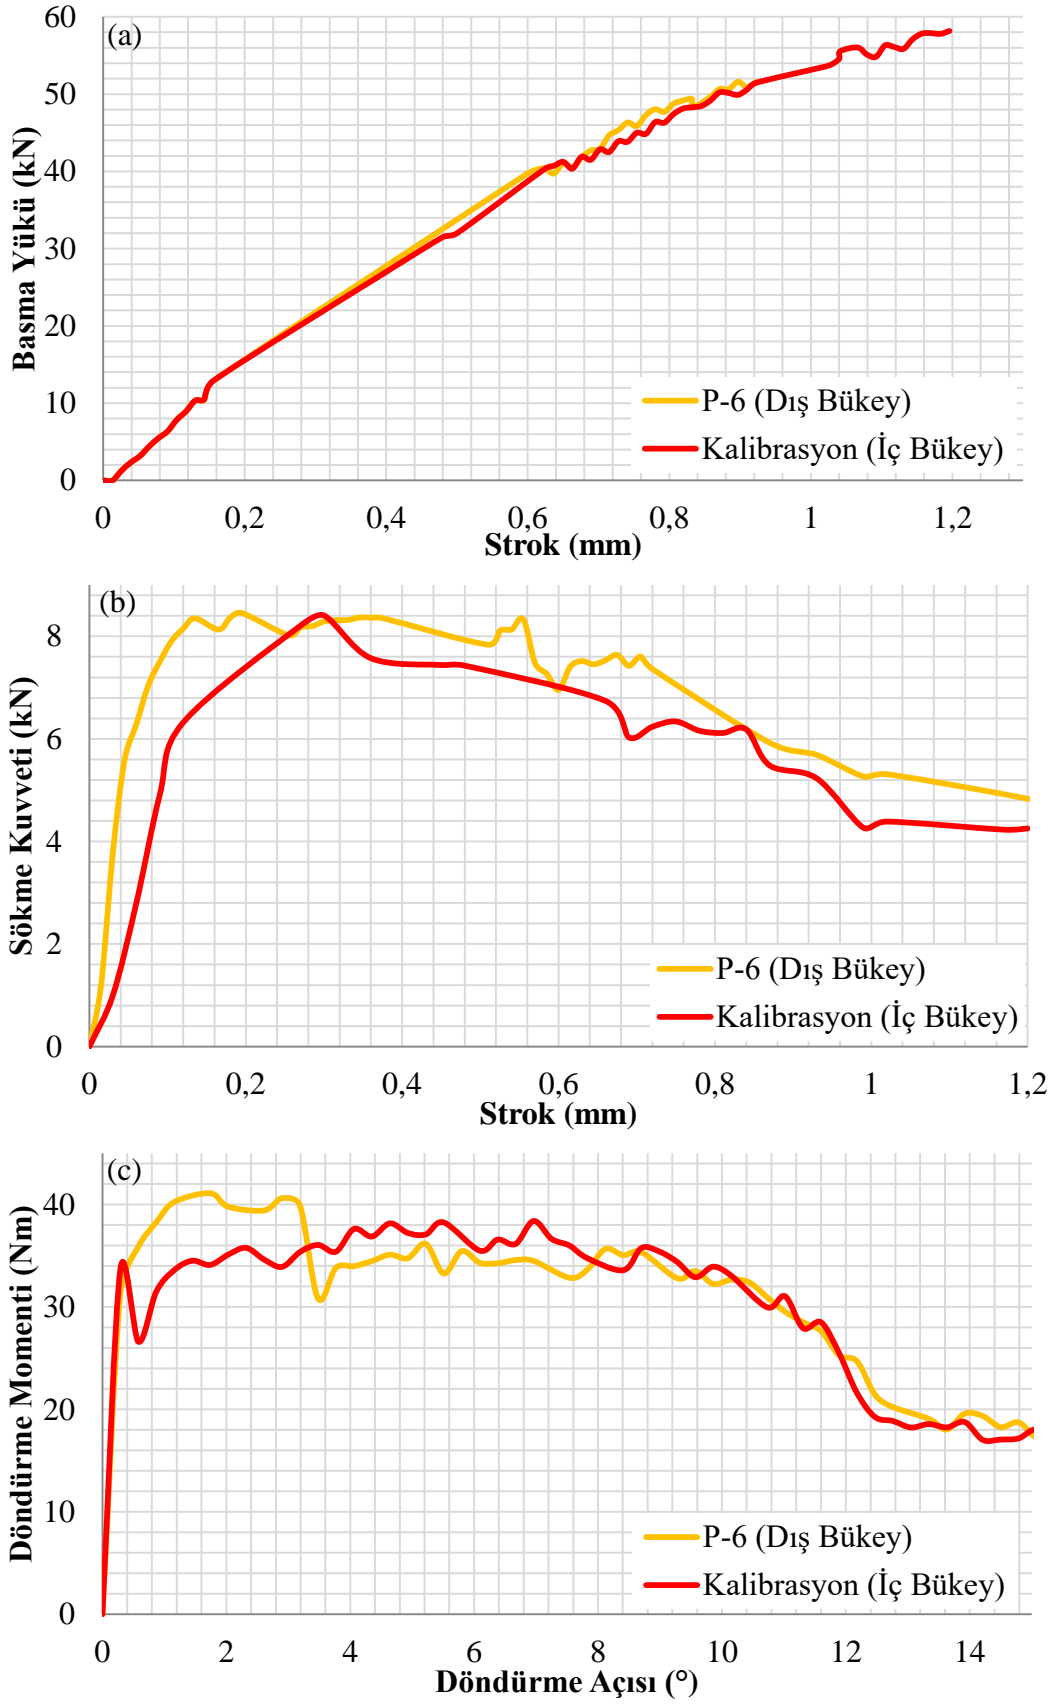 (a)
60
50
40
30
20
10
0
Basma Yükü (kN)
P-6 (Dış Bükey)
Kalibrasyon (İç Bükey)
0 0,2 0,4 0,6 0,8 1 1,2
Strok (mm)
(b)
8
6
4
2
0
Sökme Kuvveti (kN)
P-6 (Dış Bükey)
Kalibrasyon (İç Bükey)
0 0,2 0,4 0,6 0,8 1 1,2
Strok (mm)
(c)
40
30
20
10
0
Döndürme Momenti (Nm)
P-6 (Dış Bükey)
Kalibrasyon (İç Bükey)
0 2 4 6 8 10 12 14
Döndürme Açısı (°)